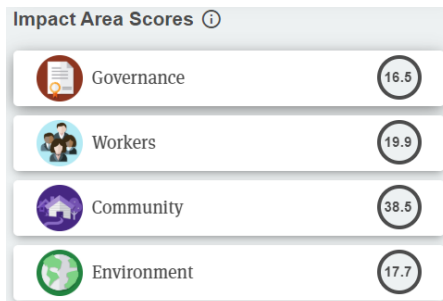 Impact Area Scores
Governance 16.5
Workers 19.9
Community 38.5
Environment 17.7